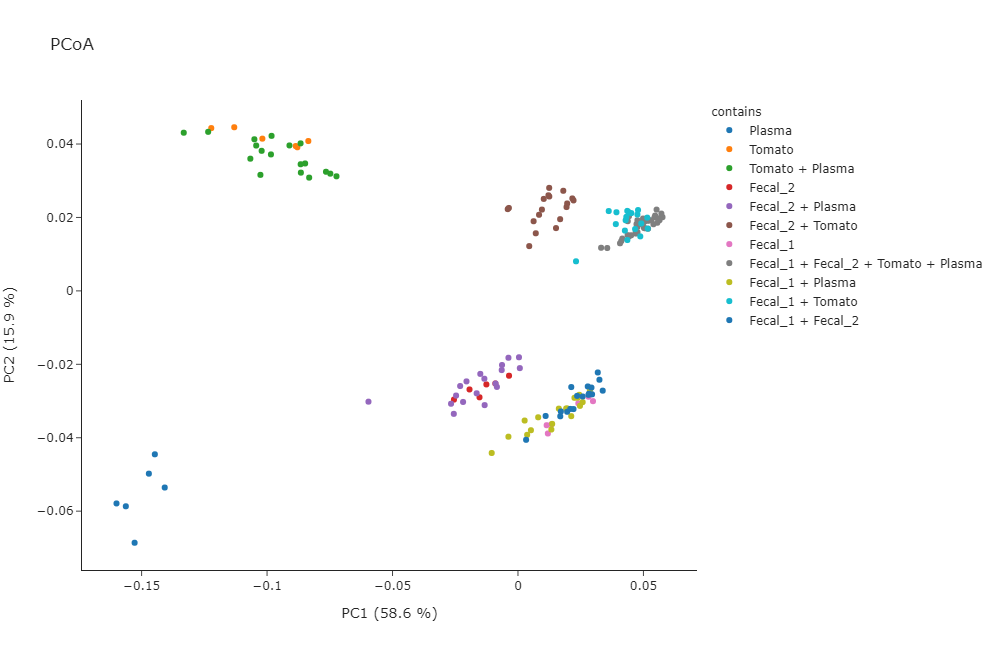 PCoA
contains
Plasma
Tomato
Tomato + Plasma
Fecal_2
Fecal_2 + Plasma
Fecal_2 + Tomato
Fecal_1
Fecal_1 + Fecal_2 + Tomato + Plasma
Fecal_1 + Plasma
Fecal_1 + Tomato
Fecal_1 + Fecal_2
0.04
0.02
0
−0.02
−0.04
−0.06
PC2 (15.9 %)
−0.15
−0.1
−0.05
0
0.05
PC1 (58.6 %)